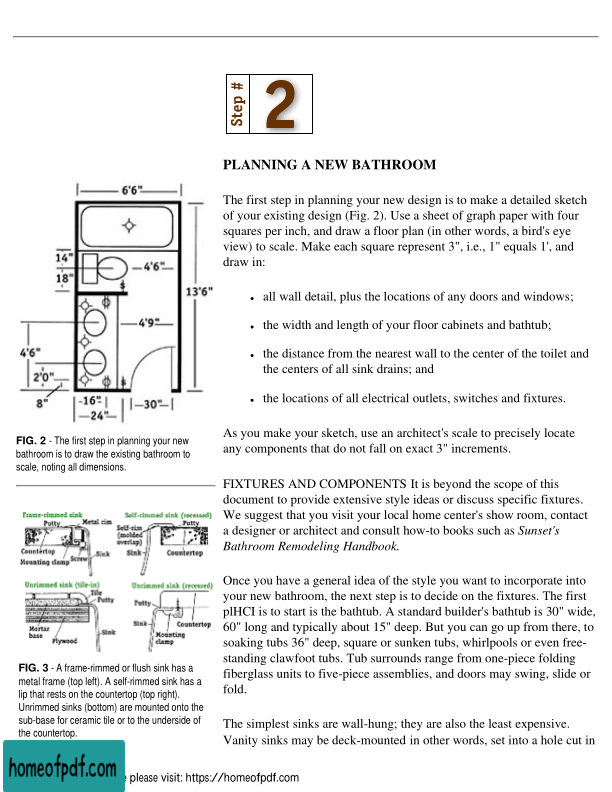 Step #
2
PLANNING A NEW BATHROOM
The first step in planning your new design is to make a detailed sketch
of your existing design (Fig. 2). Use a sheet of graph paper with four
squares per inch, and draw a floor plan (in other words, a bird's eye
view) to scale. Make each square represent 3", i.e., 1" equals 1', and
draw in:
• all wall detail, plus the locations of any doors and windows;
• the width and length of your floor cabinets and bathtub;
• the distance from the nearest wall to the center of the toilet and
the centers of all sink drains; and
• the locations of all electrical outlets, switches and fixtures.
As you make your sketch, use an architect's scale to precisely locate
any components that do not fall on exact 3" increments.
FIXTURES AND COMPONENTS It is beyond the scope of this
document to provide extensive style ideas or discuss specific fixtures.
We suggest that you visit your local home center's show room, contact
a designer or architect and consult how-to books such as Sunset's
Bathroom Remodeling Handbook.
Once you have a general idea of the style you want to incorporate into
your new bathroom, the next step is to decide on the fixtures. The first
plHCI is to start is the bathtub. A standard builder's bathtub is 30" wide,
60" long and typically about 15" deep. But you can go up from there, to
soaking tubs 36" deep, square or sunken tubs, whirlpools or even free-
standing clawfoot tubs. Tub surrounds range from one-piece folding
fiberglass units to five-piece assemblies, and doors may swing, slide or
fold.
The simplest sinks are wall-hung; they are also the least expensive.
Vanity sinks may be deck-mounted in other words, set into a hole cut in
6'6"
14"
18"
4'6"
13'6"
4'9"
4'6"
2'0"
8"
16"
24"
30"
FIG. 2 - The first step in planning your new
bathroom is to draw the existing bathroom to
scale, noting all dimensions.
Frame-rimmed sink
Putty
Metal rim
Countertop
Screw
Sink
Mounting clamp
Self-rimmed sink (recessed)
Putty
Self-rim
(molded
overlap)
Sink
Countertop
Unrimmed sink (tile-in)
Tile
Putty
Sink
Mortar
base
Plywood
Unrimmed sink (recessed)
Putty
Sink
Countertop
Mounting
clamp
FIG. 3 - A frame-rimmed or flush sink has a
metal frame (top left). A self-rimmed sink has a
lip that rests on the countertop (top right).
Unrimmed sinks (bottom) are mounted onto the
sub-base for ceramic tile or to the underside of
the countertop.
homeofpdf.com
please visit: https://homeofpdf.com